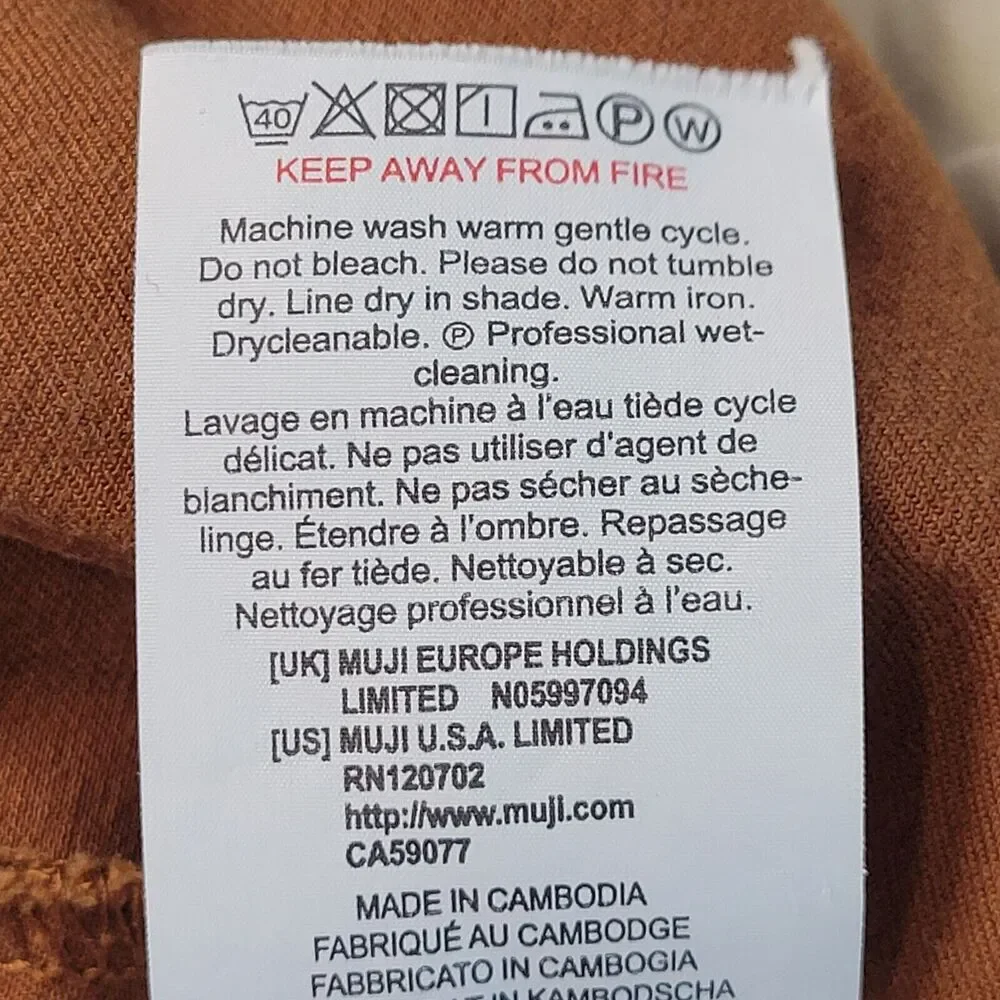 40 P W
KEEP AWAY FROM FIRE
Machine wash warm gentle cycle.
Do not bleach. Please do not tumble
dry. Line dry in shade. Warm iron.
Drycleanable. Ⓟ Professional wet-
cleaning.
Lavage en machine à l'eau tiède cycle
délicat. Ne pas utiliser d'agent de
blanchiment. Ne pas sécher au sèche-
linge. Étendre à l'ombre. Repassage
au fer tiède. Nettoyable à sec.
Nettoyage professionnel à l'eau.
[UK] MUJI EUROPE HOLDINGS
LIMITED N05997094
[US] MUJI U.S.A. LIMITED
RN120702
http://www.muji.com
CA59077
MADE IN CAMBODIA
FABRIQUÉ AU CAMBODGE
FABBRICATO IN CAMBOGIA
IN KAMBODSCHA